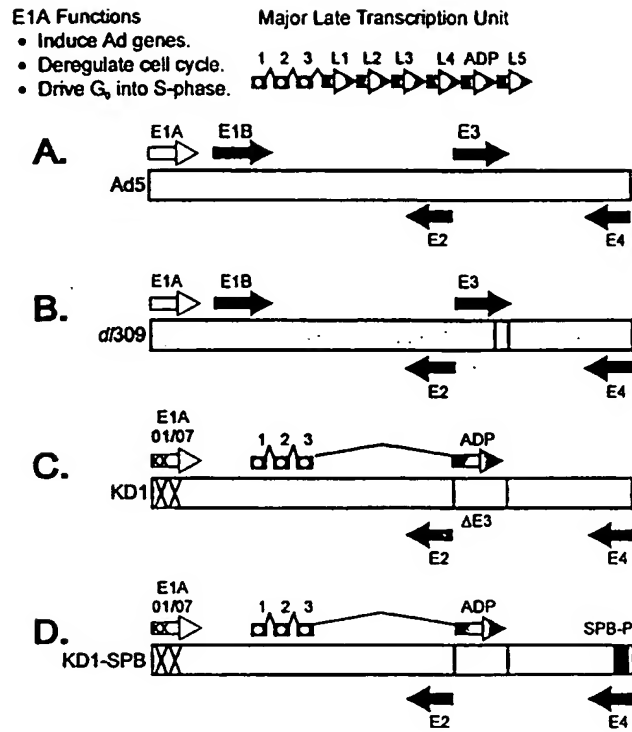 E1A Functions
• Induce Ad genes.
• Deregulate cell cycle.
• Drive G₀ into S-phase.
Major Late Transcription Unit
1 2 3 L1 L2 L3 L4 ADP L5
A.
E1A E1B E3
Ad5
E2 E4
B.
E1A E1B E3
dl309
E2 E4
C.
E1A
01/07
1 2 3 ADP
KD1
ΔE3
E2 E4
D.
E1A
01/07
1 2 3 ADP
SPB-P
KD1-SPB
E2 E4